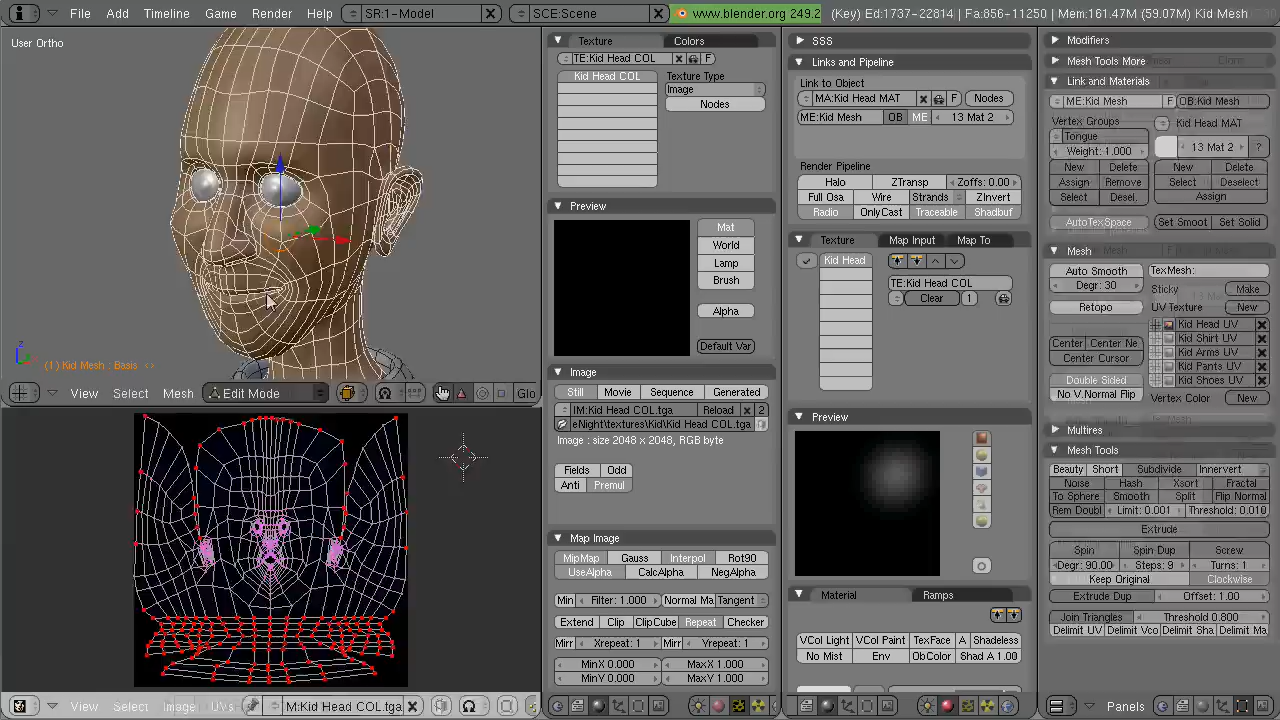 File Add Timeline Game Render Help SR:1-Model SCE:Scene www.blender.org 249.2 (Key) Ed:1737-22814 | Fa:856-11250 | Mem:161.47M (59.07M) Kid Mesh
User Ortho
(1) Kid Mesh : Basis <>
View Select Mesh Edit Mode Glo
View Select Image UVs IM:Kid Head COL.tga
Texture Colors
TE:Kid Head COL F
Kid Head COL Texture Type
Image
Nodes
Preview
Mat
World
Lamp
Brush
Alpha
Default Var
Image
Still Movie Sequence Generated
IM:Kid Head COL.tga Reload 2
eNight\textures\Kid\Kid Head COL.tga
Image : size 2048 x 2048, RGB byte
Fields Odd
Anti Premul
Map Image
MipMap Gauss Interpol Rot90
UseAlpha CalcAlpha NegAlpha
Min Filter: 1.000 Normal Ma Tangent
Extend Clip ClipCube Repeat Checker
Mirr Xrepeat: 1 Mirr Yrepeat: 1
MinX 0.000 MaxX 1.000
MinY 0.000 MaxY 1.000
SSS
Links and Pipeline
Link to Object
MA:Kid Head MAT F Nodes
ME:Kid Mesh OB ME 13 Mat 2
Render Pipeline
Halo ZTransp Zoffs: 0.00
Full Osa Wire Strands ZInvert
Radio OnlyCast Traceable Shadbuf
Texture Map Input Map To
Kid Head
TE:Kid Head COL
Clear 1
Preview
Material Ramps
VCol Light VCol Paint TexFace A Shadeless
No Mist Env ObColor Shad A 1.00
Modifiers
Mesh Tools More
Link and Materials
ME:Kid Mesh F OB:Kid Mesh
Vertex Groups Kid Head MAT
Tongue
Weight: 1.000 13 Mat 2 ?
New Delete New Delete
Assign Remove Select Deselect
Select Desel. Assign
AutoTexSpace Set Smoot Set Solid
Mesh
Auto Smooth TexMesh:
Degr: 30 Sticky Make
Retopo UV Texture New
Kid Head UV
Center Center Ne Kid Shirt UV
Center Cursor Kid Arms UV
Kid Pants UV
Double Sided Kid Shoes UV
No V.Normal Flip Vertex Color New
Multires
Mesh Tools
Beauty Short Subdivide Innervert
Noise Hash Xsort Fractal
To Sphere Smooth Split Flip Normal
Rem Doubl Limit: 0.001 Threshold: 0.010
Extrude
Spin Spin Dup Screw
Degr: 90.00 Steps: 9 Turns: 1
Keep Original Clockwise
Extrude Dup Offset: 1.00
Join Triangles Threshold 0.800
Delimit UV Delimit Vco Delimit Sha Delimit Ma
Panels